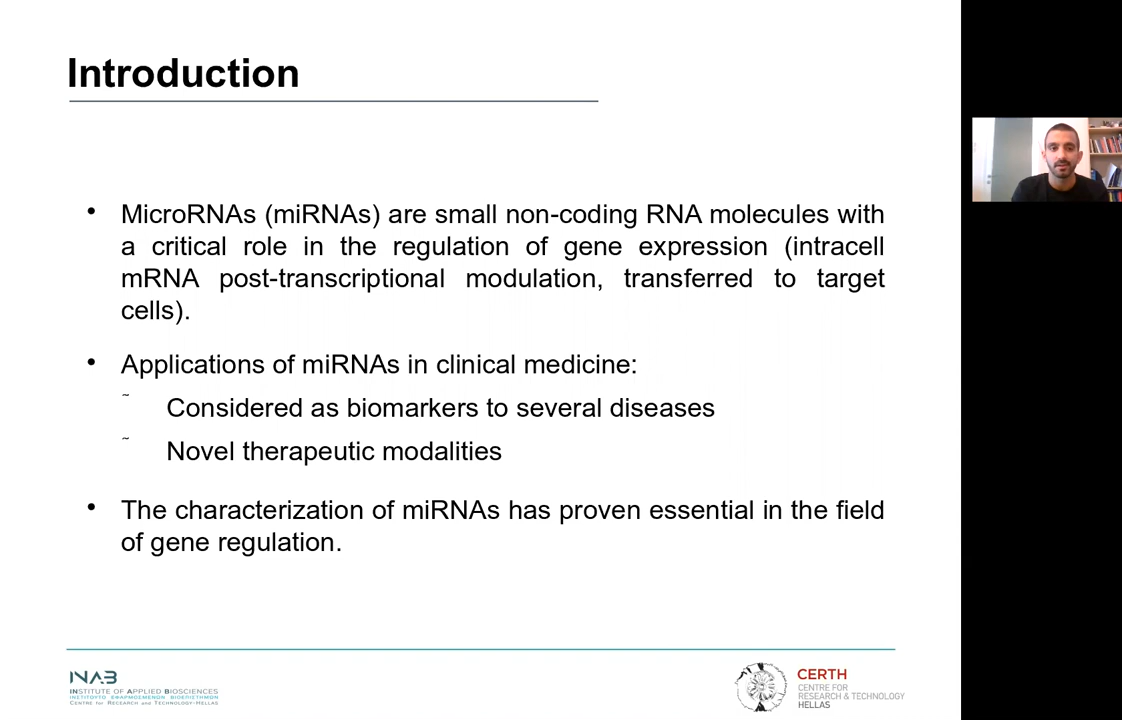 Introduction
• MicroRNAs (miRNAs) are small non-coding RNA molecules with
a critical role in the regulation of gene expression (intracell
mRNA post-transcriptional modulation, transferred to target
cells).
• Applications of miRNAs in clinical medicine:
~ Considered as biomarkers to several diseases
~ Novel therapeutic modalities
• The characterization of miRNAs has proven essential in the field
of gene regulation.
INAB
INSTITUTE OF APPLIED BIOSCIENCES
ΙΝΣΤΙΤΟΥΤΟ ΕΦΑΡΜΟΣΜΕΝΩΝ ΒΙΟΕΠΙΣΤΗΜΩΝ
CENTRE FOR RESEARCH AND TECHNOLOGY-HELLAS
CERTH
CENTRE FOR
RESEARCH & TECHNOLOGY
HELLAS